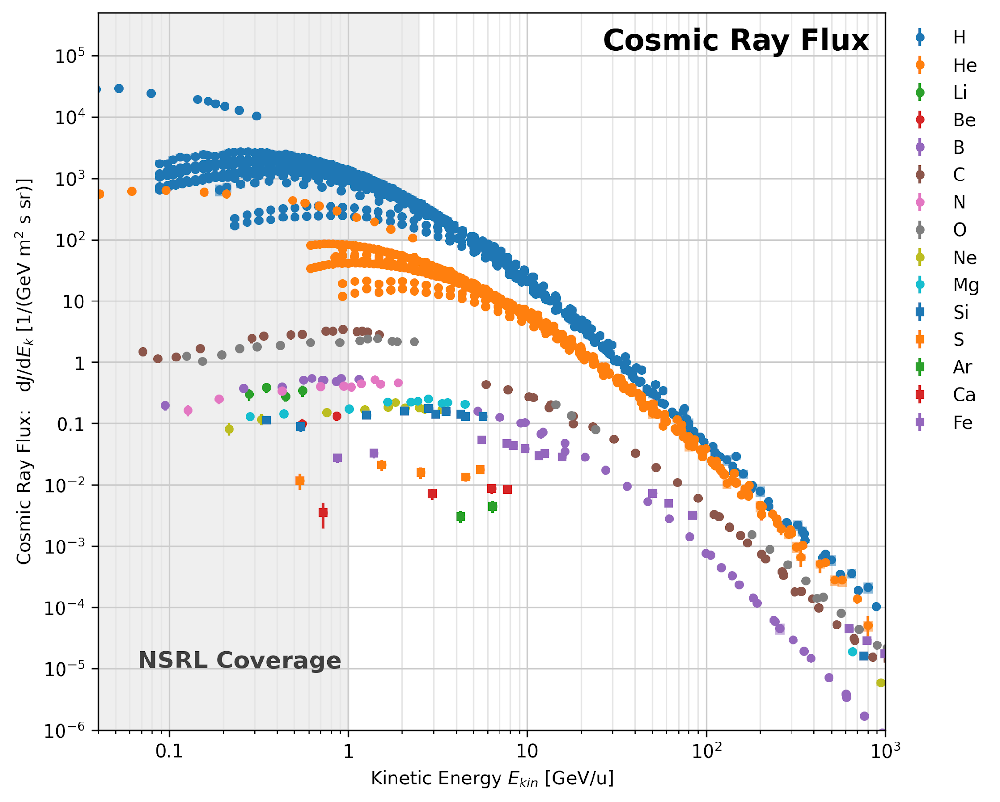 Cosmic Ray Flux
NSRL Coverage
Cosmic Ray Flux: dJ/dE_k [1/(GeV m² s sr)]
10⁵
10⁴
10³
10²
10
1
0.1
10⁻²
10⁻³
10⁻⁴
10⁻⁵
10⁻⁶
0.1 1 10 10² 10³
Kinetic Energy E_kin [GeV/u]
H
He
Li
Be
B
C
N
O
Ne
Mg
Si
S
Ar
Ca
Fe